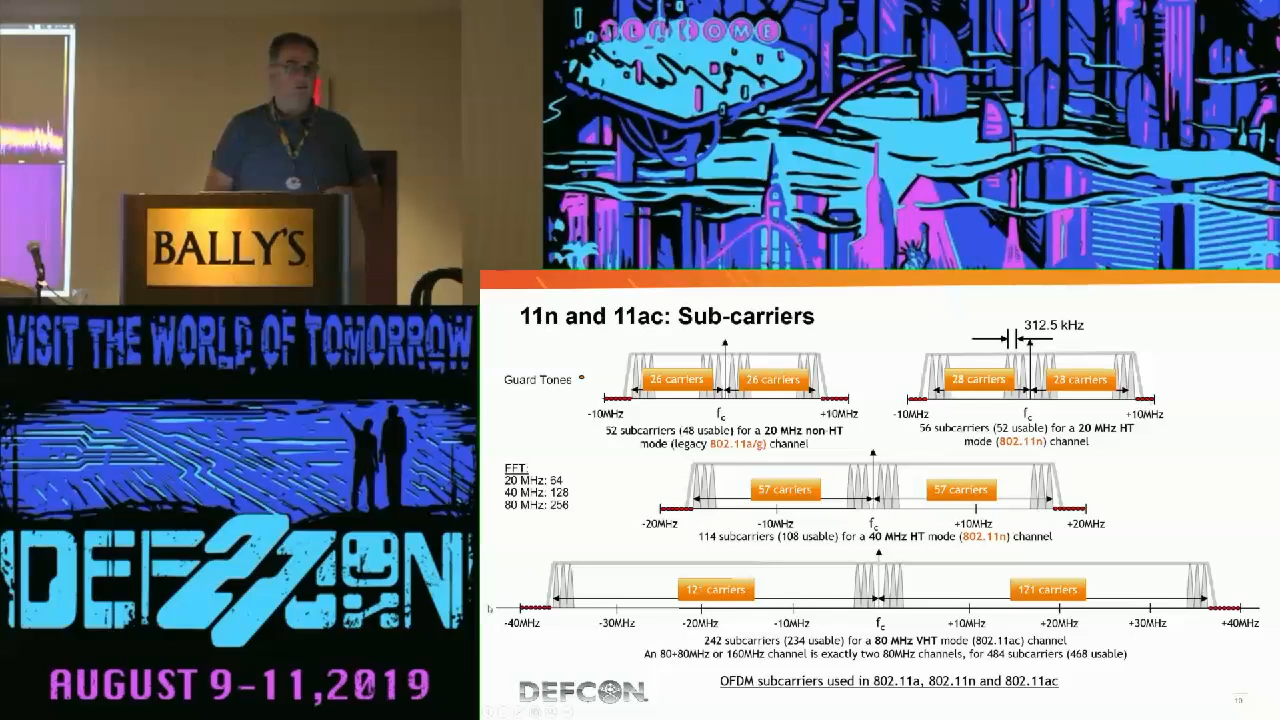 WELCOME
BALLY'S
VISIT THE WORLD OF TOMORROW
DEFCON
27
AUGUST 9-11,2019
11n and 11ac: Sub-carriers
312.5 kHz
Guard Tones
26 carriers
26 carriers
28 carriers
28 carriers
-10MHz
fc
+10MHz
-10MHz
fc
+10MHz
52 subcarriers (48 usable) for a 20 MHz non-HT
mode (legacy 802.11a/g) channel
56 subcarriers (52 usable) for a 20 MHz HT
mode (802.11n) channel
FFT:
20 MHz: 64
40 MHz: 128
80 MHz: 256
57 carriers
57 carriers
-20MHz
-10MHz
fc
+10MHz
+20MHz
114 subcarriers (108 usable) for a 40 MHz HT mode (802.11n) channel
121 carriers
121 carriers
-40MHz
-30MHz
-20MHz
-10MHz
fc
+10MHz
+20MHz
+30MHz
+40MHz
242 subcarriers (234 usable) for a 80 MHz VHT mode (802.11ac) channel
An 80+80MHz or 160MHz channel is exactly two 80MHz channels, for 484 subcarriers (468 usable)
OFDM subcarriers used in 802.11a, 802.11n and 802.11ac
DEFCON.
10